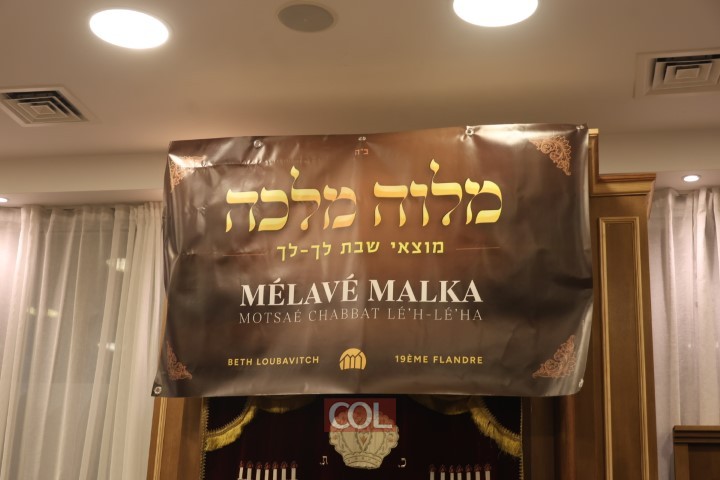 ב"ה
מלוה מלכה
מוצאי שבת לך-לך
MÉLAVÉ MALKA
MOTSAÉ CHABBAT LÉ'H-LÉ'HA
BETH LOUBAVITCH
19ÈME FLANDRE
COL
כ ת